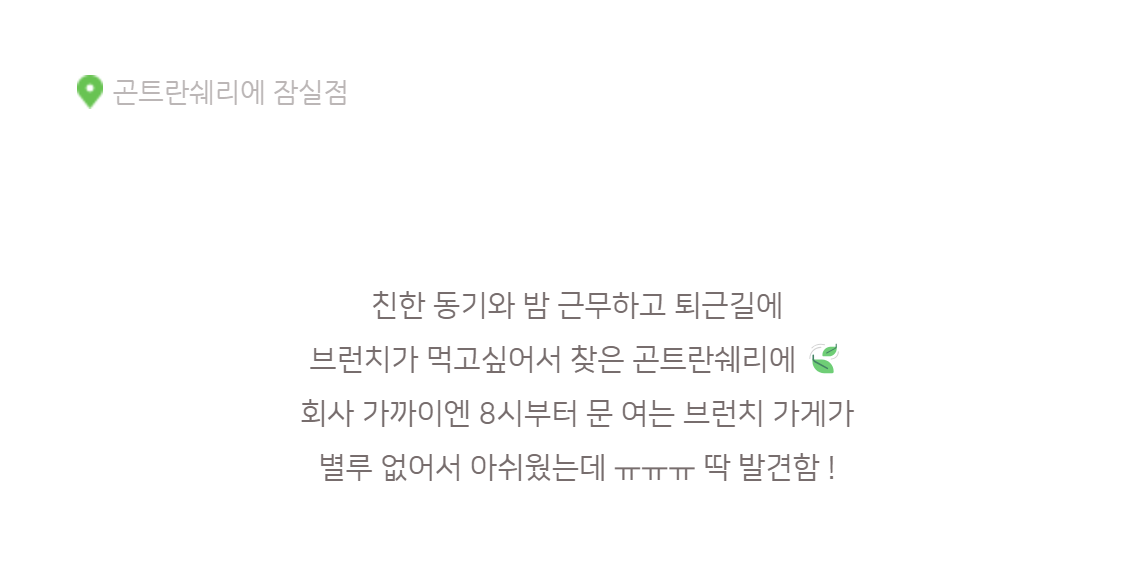 곤트란쉐리에 잠실점
친한 동기와 밤 근무하고 퇴근길에
브런치가 먹고싶어서 찾은 곤트란쉐리에
회사 가까이엔 8시부터 문 여는 브런치 가게가
별루 없어서 아쉬웠는데 ㅠㅠㅠ 딱 발견함 !